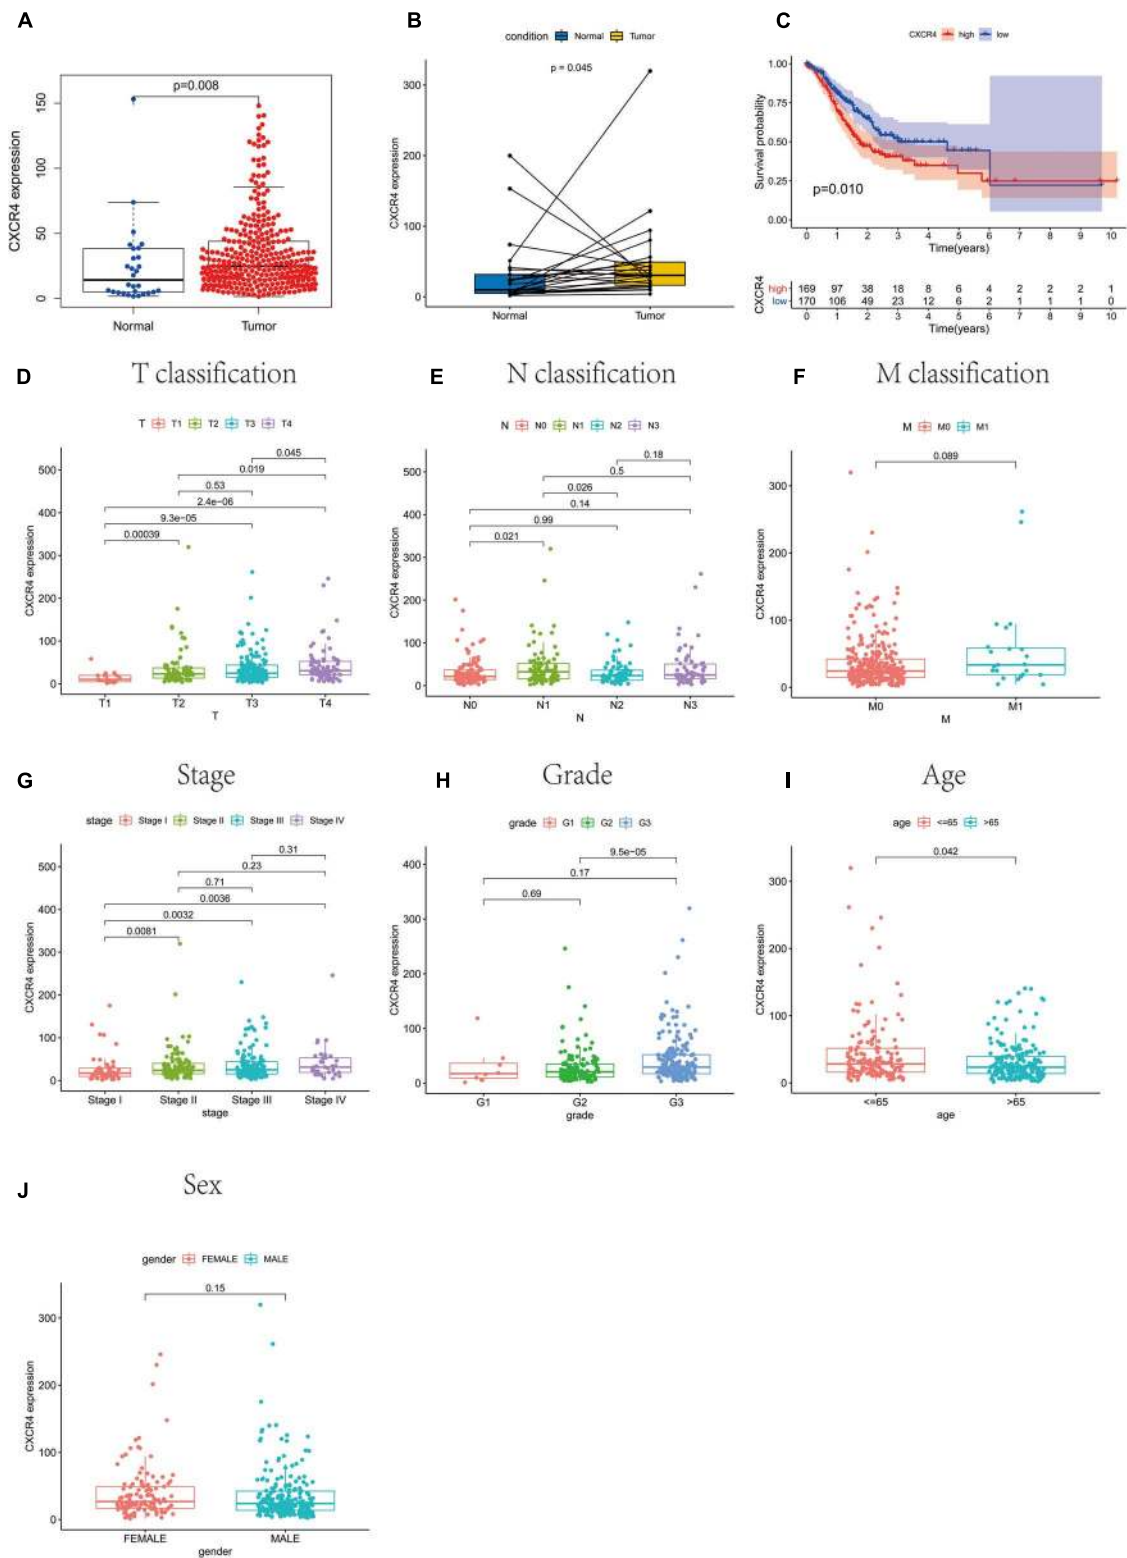 A
p=0.008
CXCR4 expression
150
100
50
0
Normal
Tumor
B
condition Normal Tumor
p = 0.045
CXCR4 expression
300
200
100
0
Normal
Tumor
C
CXCR4 high low
Survival probability
1.00
0.75
0.50
0.25
0.00
p=0.010
0 1 2 3 4 5 6 7 8 9 10
Time(years)
CXCR4
high 169 97 38 18 8 6 4 2 2 2 1
low 170 106 49 23 12 6 2 1 1 1 0
0 1 2 3 4 5 6 7 8 9 10
Time(years)
D
T classification
T T1 T2 T3 T4
CXCR4 expression
500
400
300
200
100
0
0.045
0.019
0.53
2.4e-06
9.3e-05
0.00039
T1 T2 T3 T4
T
E
N classification
N N0 N1 N2 N3
CXCR4 expression
500
400
300
200
100
0
0.18
0.5
0.026
0.14
0.99
0.021
N0 N1 N2 N3
N
F
M classification
M M0 M1
CXCR4 expression
300
200
100
0
0.089
M0 M1
M
G
Stage
stage Stage I Stage II Stage III Stage IV
CXCR4 expression
500
400
300
200
100
0
0.31
0.23
0.71
0.0036
0.0032
0.0081
Stage I Stage II Stage III Stage IV
stage
H
Grade
grade G1 G2 G3
CXCR4 expression
400
300
200
100
0
9.5e-05
0.17
0.69
G1 G2 G3
grade
I
Age
age <=65 >65
CXCR4 expression
300
200
100
0
0.042
<=65 >65
age
J
Sex
gender FEMALE MALE
CXCR4 expression
300
200
100
0
0.15
FEMALE MALE
gender